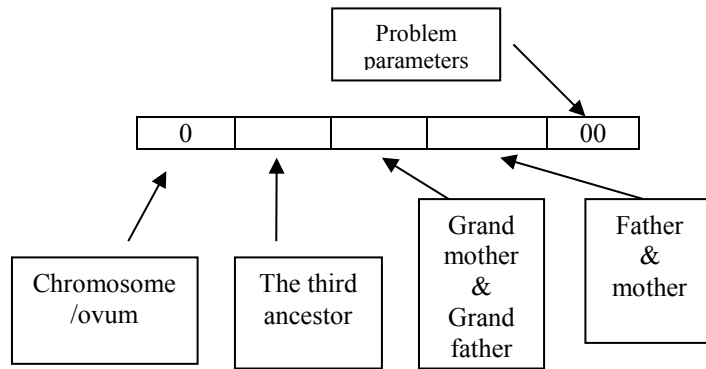 Problem
parameters
0 00
Chromosome
/ovum
The third
ancestor
Grand
mother
&
Grand
father
Father
&
mother